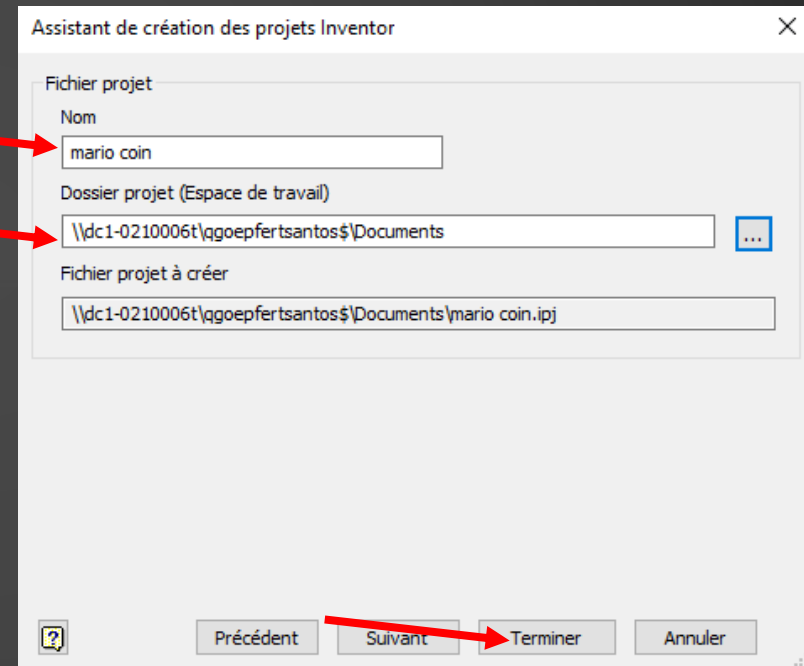 Assistant de création des projets Inventor
Fichier projet
Nom
mario coin
Dossier projet (Espace de travail)
\\dc1-0210006t\qgoepfertsantos$\Documents
...
Fichier projet à créer
\\dc1-0210006t\qgoepfertsantos$\Documents\mario coin.ipj
Précédent Suivant Terminer Annuler